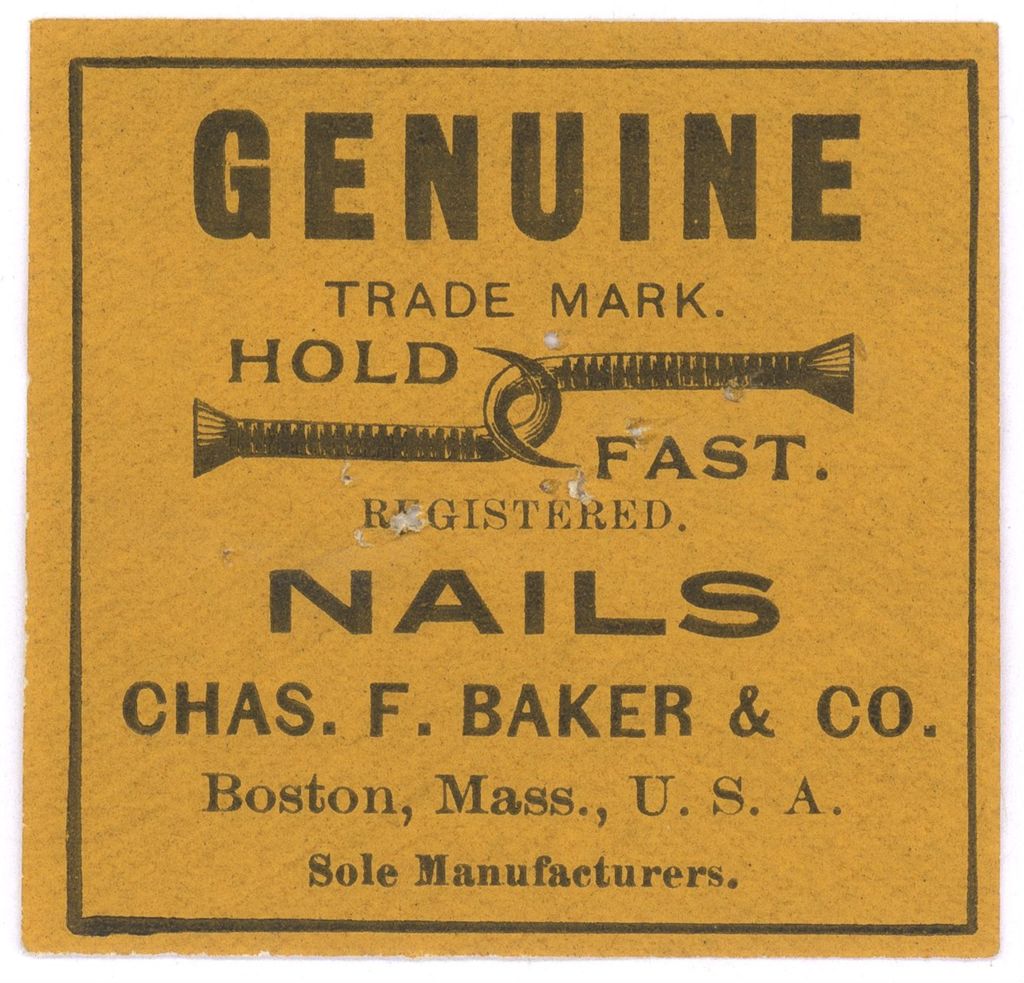 GENUINE
TRADE MARK.
HOLD
FAST.
REGISTERED.
NAILS
CHAS. F. BAKER & CO.
Boston, Mass., U. S. A.
Sole Manufacturers.